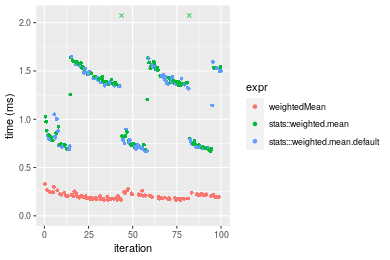 2.0
1.5
1.0
0.5
0.0
time (ms)
0
25
50
75
100
iteration
expr
weightedMean
stats::weighted.mean
stats:::weighted.mean.default